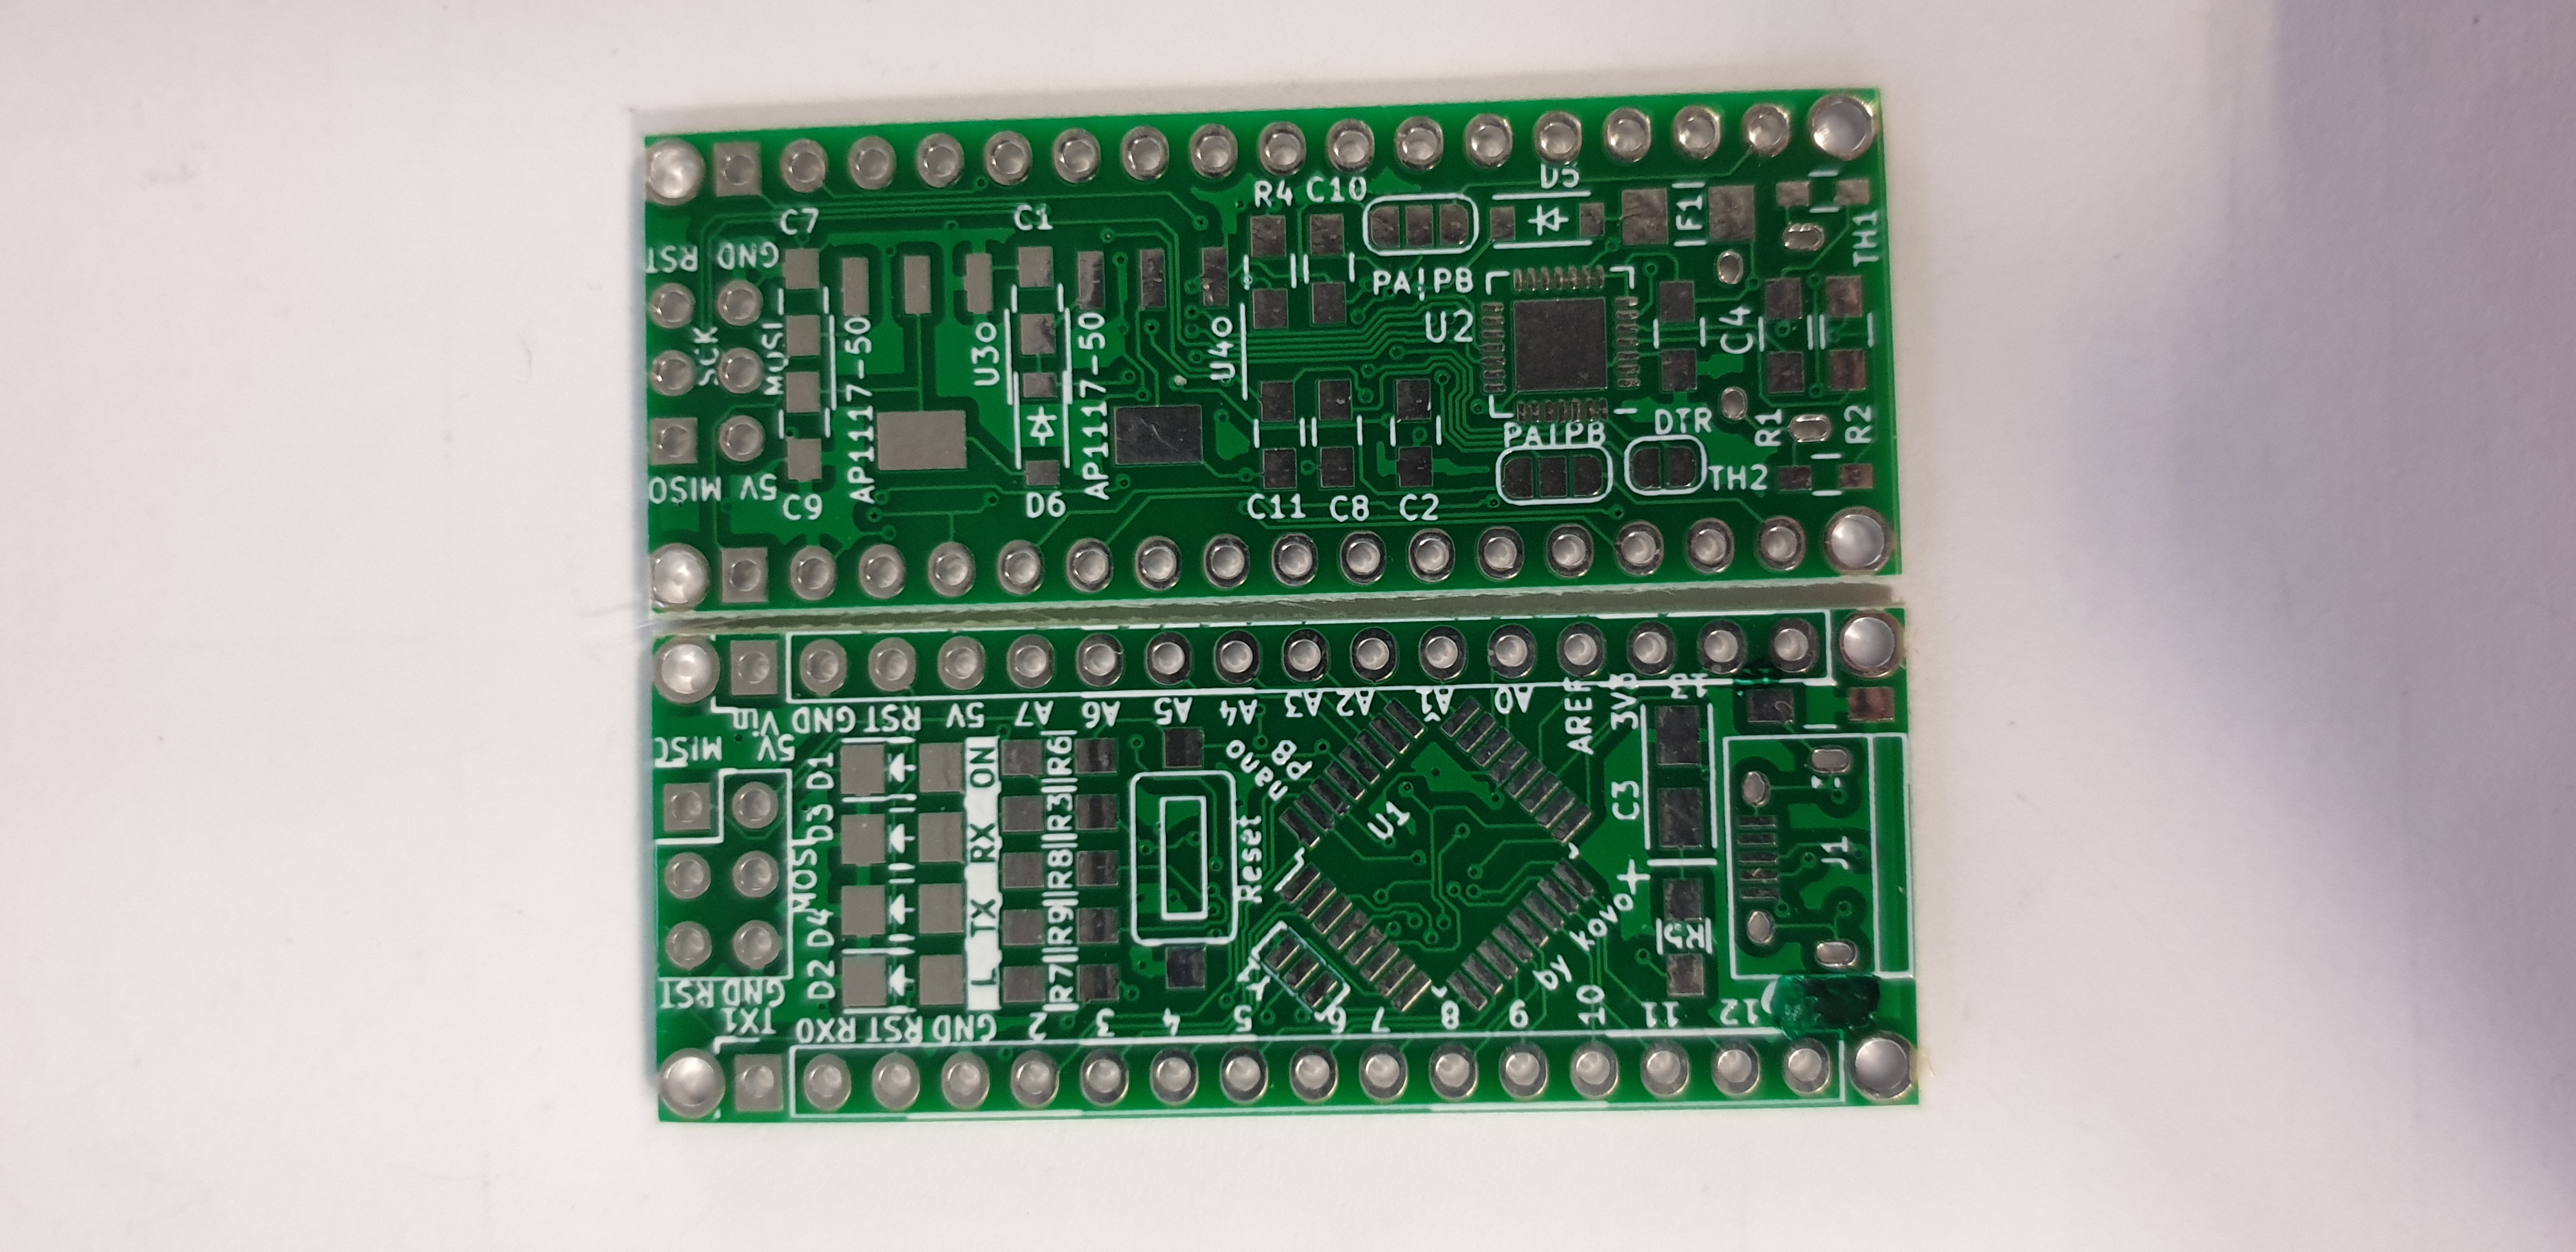 R4 C10
D5
C7
C1
F1
TH1
RST GND
PA|PB
MOSI
SCK
U3o
U4o
U2
C4
AP1117-50
AP1117-50
R1
R2
PA|PB
DTR
MISO 5V
TH2
C9
D6
C11
C8
C2
Vin
GND
RST
5V
A7
A6
A5
A4
A3
A2
A1
A0
AREF
3V3
13
MISO
5V
D1
D3
D4
D2
MOSI
ON
RX
TX
L
R6
R3
R8
R9
R7
Reset
nano
PB
U1
by kovo
C3
+
R5
J1
Y1
RST
GND
TX1
RX0
RST
GND
2
3
4
5
6
7
8
9
10
11
12